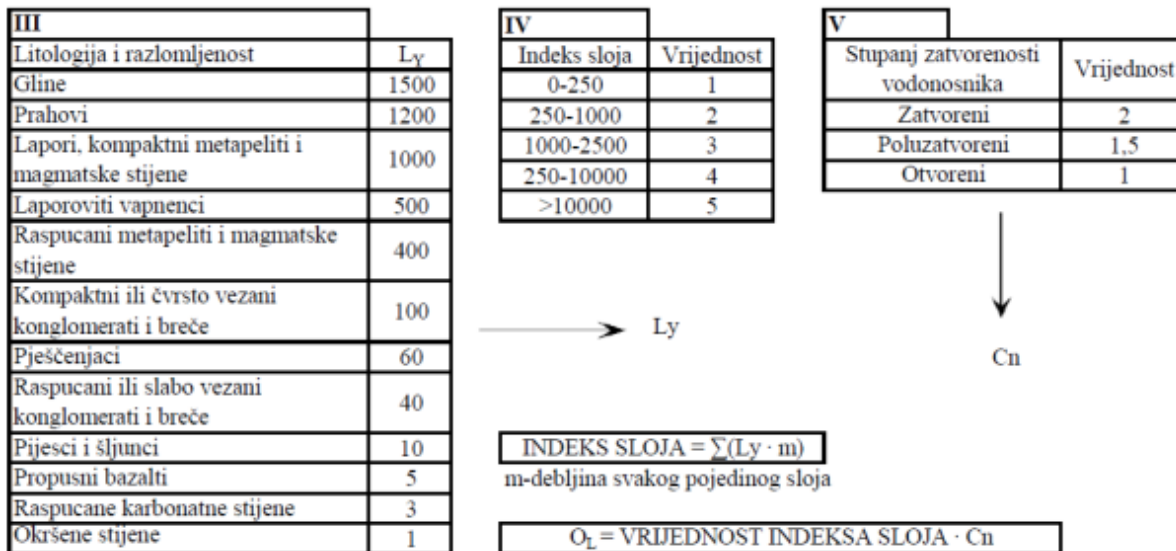 III
Litologija i razlomljenost L_Y
Gline 1500
Prahovi 1200
Lapori, kompaktni metapeliti i
magmatske stijene 1000
Laporoviti vapnenci 500
Raspucani metapeliti i magmatske
stijene 400
Kompaktni ili čvrsto vezani
konglomerati i breče 100
Pješčenjaci 60
Raspucani ili slabo vezani
konglomerati i breče 40
Pijesci i šljunci 10
Propusni bazalti 5
Raspucane karbonatne stijene 3
Okršene stijene 1
IV
Indeks sloja Vrijednost
0-250 1
250-1000 2
1000-2500 3
250-10000 4
>10000 5
Ly
INDEKS SLOJA = ∑(Ly · m)
m-debljina svakog pojedinog sloja
O_L = VRIJEDNOST INDEKSA SLOJA · Cn
V
Stupanj zatvorenosti
vodonosnika Vrijednost
Zatvoreni 2
Poluzatvoreni 1,5
Otvoreni 1
Cn